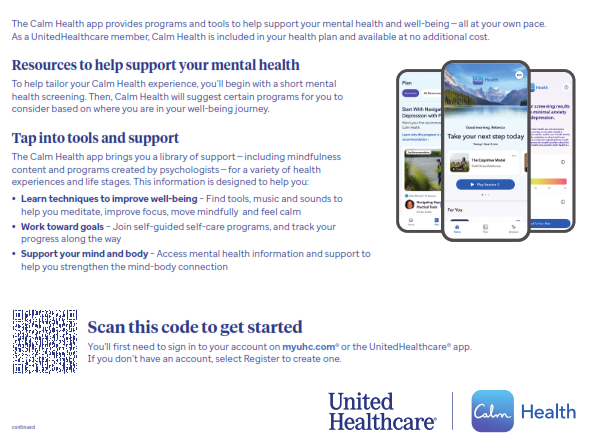 The Calm Health app provides programs and tools to help support your mental health and well-being—all at your own pace.
As a UnitedHealthcare member, Calm Health is included in your health plan and available at no additional cost.
Resources to help support your mental health
To help tailor your Calm Health experience, you'll begin with a short mental
health screening. Then, Calm Health will suggest certain programs for you to
consider based on where you are in your well-being journey.
Tap into tools and support
The Calm Health app brings you a library of support—including mindfulness
content and programs created by psychologists—for a variety of health
experiences and life stages. This information is designed to help you:
• Learn techniques to improve well-being – Find tools, music and sounds to
help you meditate, improve focus, move mindfully and feel calm
• Work toward goals – Join self-guided self-care programs, and track your
progress along the way
• Support your mind and body – Access mental health information and support to
help you strengthen the mind-body connection
Plan
Start With Navigat
Depression With
Calm Health
Good morning, Rebecca
Take your next step today
The Cognitive Model
Play Session 1
For You
r screening results
minimal anxiety
depression.
Scan this code to get started
You'll first need to sign in to your account on myuhc.com® or the UnitedHealthcare® app.
If you don't have an account, select Register to create one.
United
Healthcare®
Calm Health
continued